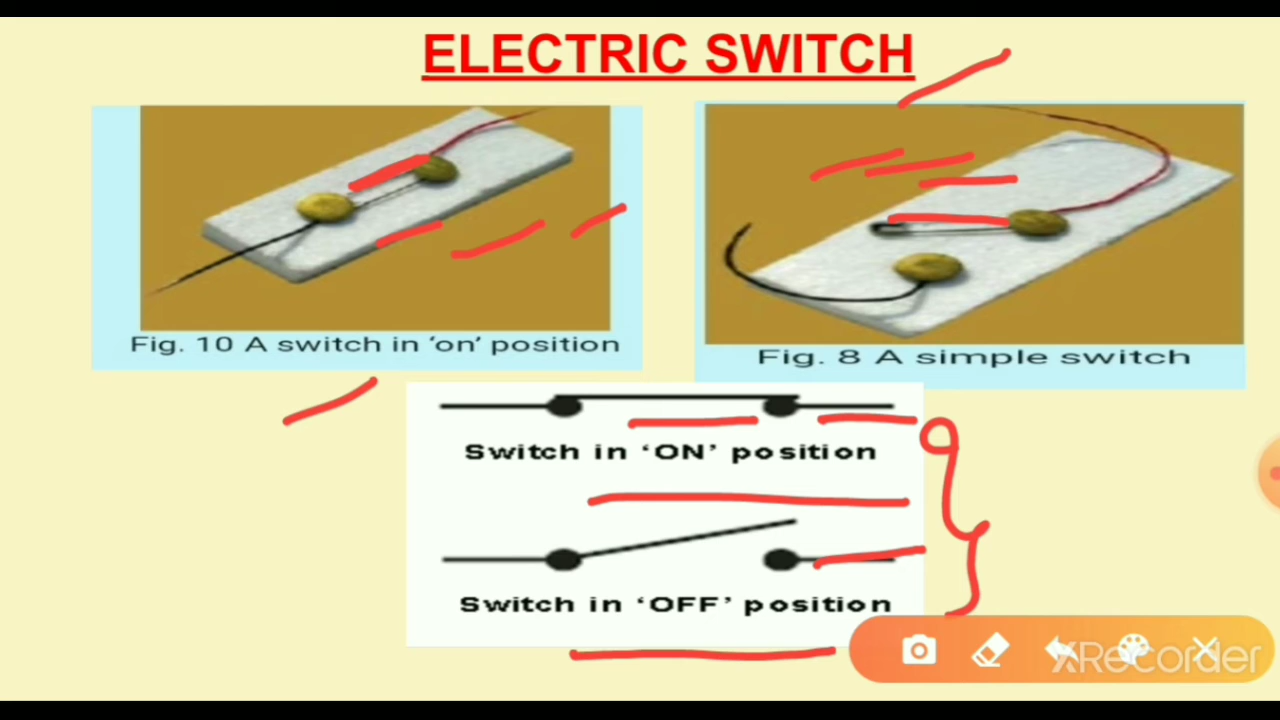 ELECTRIC SWITCH
Fig. 10 A switch in ‘on’ position
Fig. 8 A simple switch
Switch in ‘ON’ position
Switch in ‘OFF’ position
XRecorder